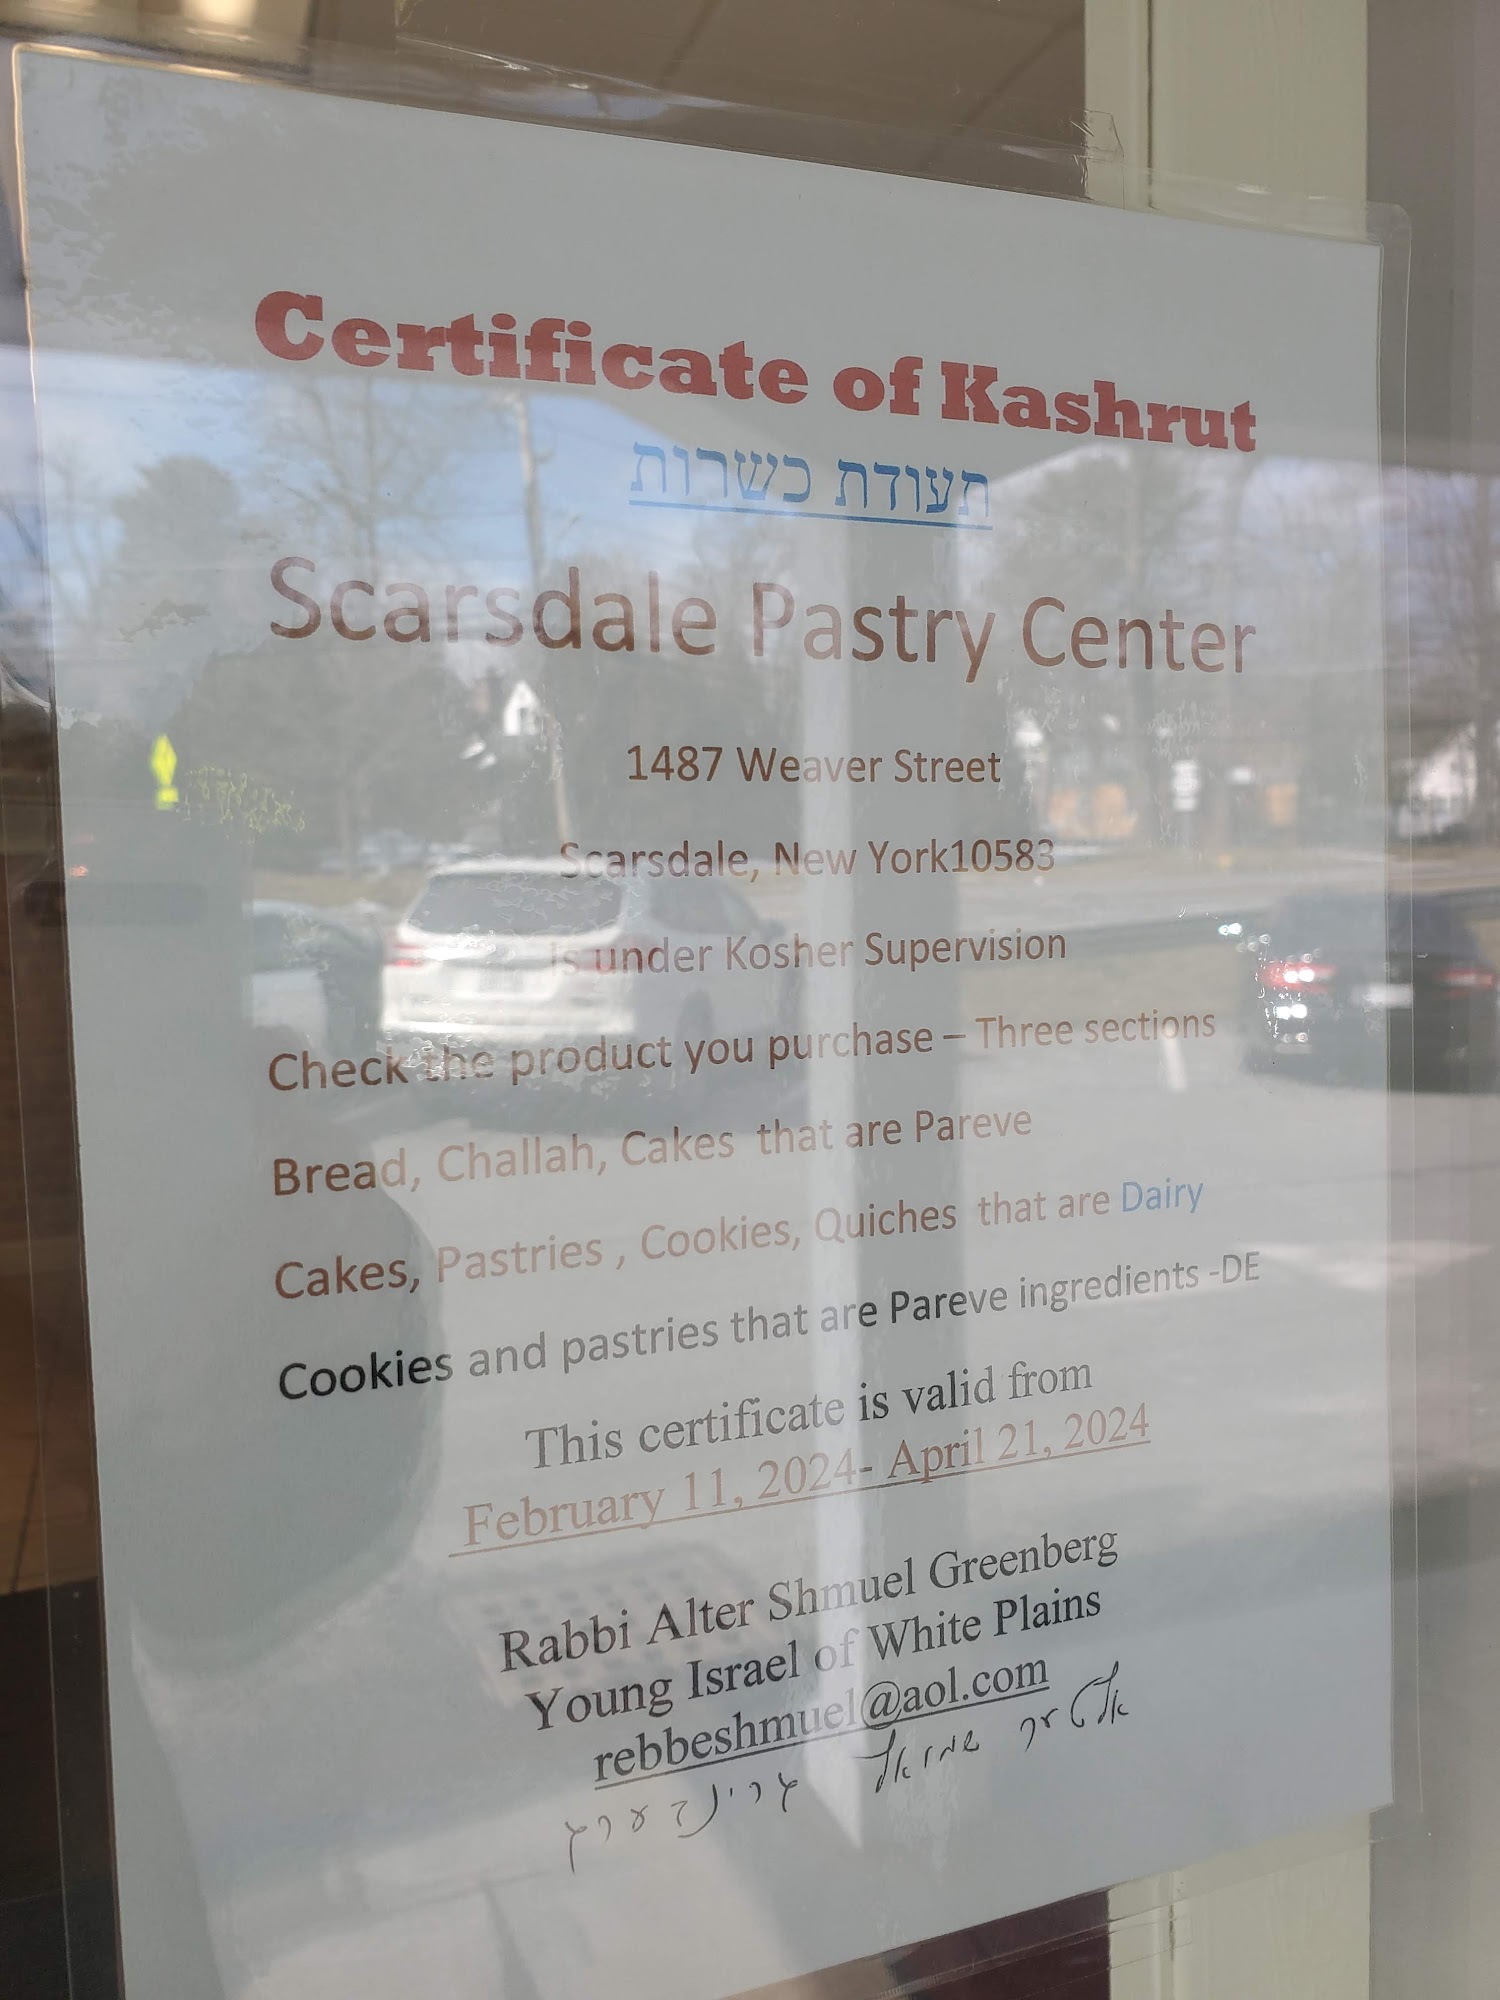 Certificate of Kashrut
תעודת כשרות
Scarsdale Pastry Center
1487 Weaver Street
Scarsdale, New York10583
is under Kosher Supervision
Check the product you purchase – Three sections
Bread, Challah, Cakes that are Pareve
Cakes, Pastries , Cookies, Quiches that are Dairy
Cookies and pastries that are Pareve ingredients -DE
This certificate is valid from
February 11, 2024- April 21, 2024
Rabbi Alter Shmuel Greenberg
Young Israel of White Plains
rebbeshmuel@aol.com
אלטער שמואל
גרינבערג